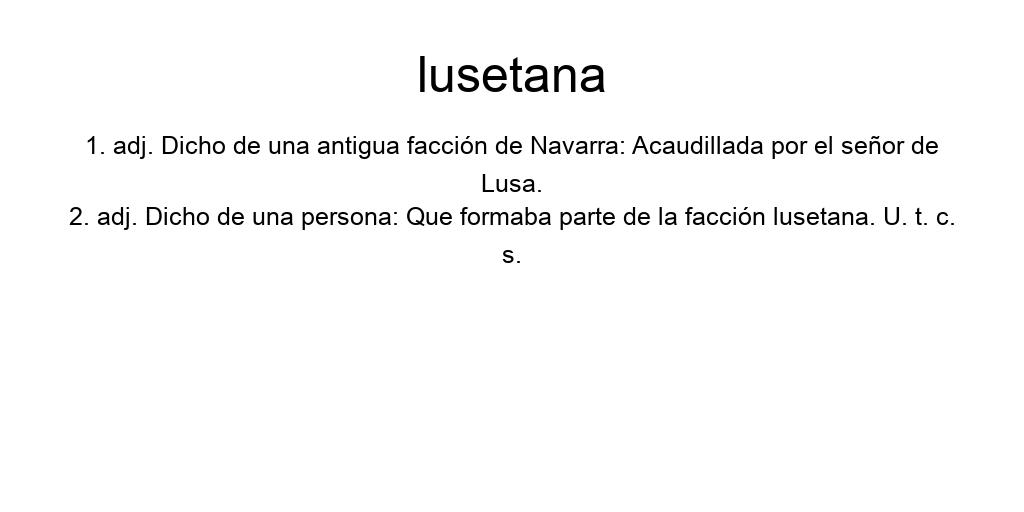 lusetana
1. adj. Dicho de una antigua facción de Navarra: Acaudillada por el señor de
Lusa.
2. adj. Dicho de una persona: Que formaba parte de la facción lusetana. U. t. c.
s.